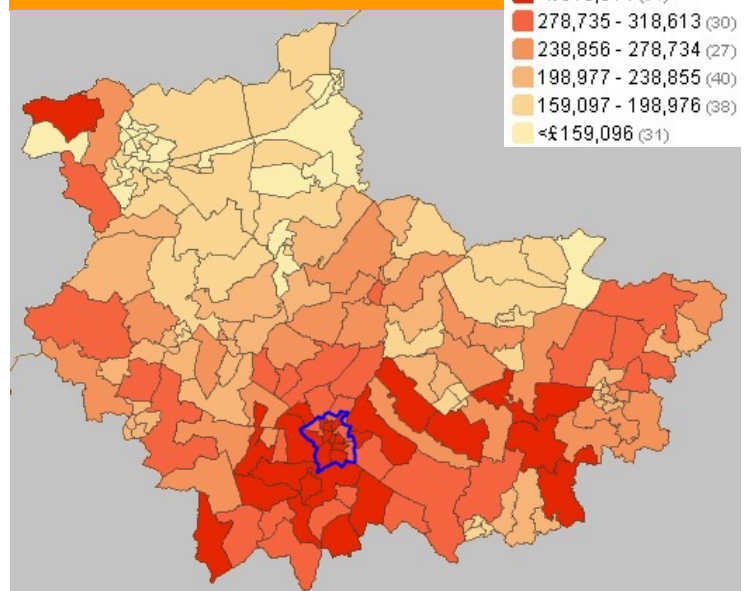 278,735 - 318,613 (30)
238,856 - 278,734 (27)
198,977 - 238,855 (40)
159,097 - 198,976 (38)
<£159,096 (31)